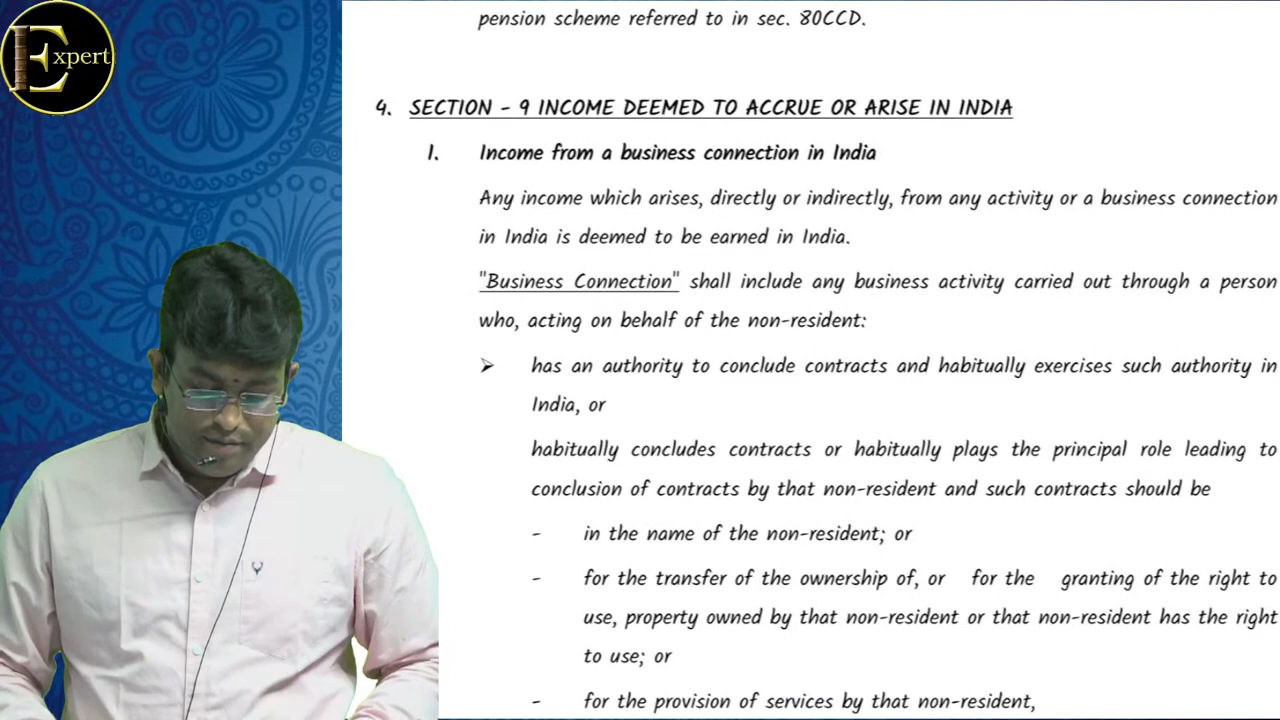 Expert
pension scheme referred to in sec. 80CCD.
4. SECTION - 9 INCOME DEEMED TO ACCRUE OR ARISE IN INDIA
1. Income from a business connection in India
Any income which arises, directly or indirectly, from any activity or a business connection
in India is deemed to be earned in India.
"Business Connection" shall include any business activity carried out through a person
who, acting on behalf of the non-resident:
➢ has an authority to conclude contracts and habitually exercises such authority in
India, or
habitually concludes contracts or habitually plays the principal role leading to
conclusion of contracts by that non-resident and such contracts should be
- in the name of the non-resident; or
- for the transfer of the ownership of, or for the granting of the right to
use, property owned by that non-resident or that non-resident has the right
to use; or
- for the provision of services by that non-resident,